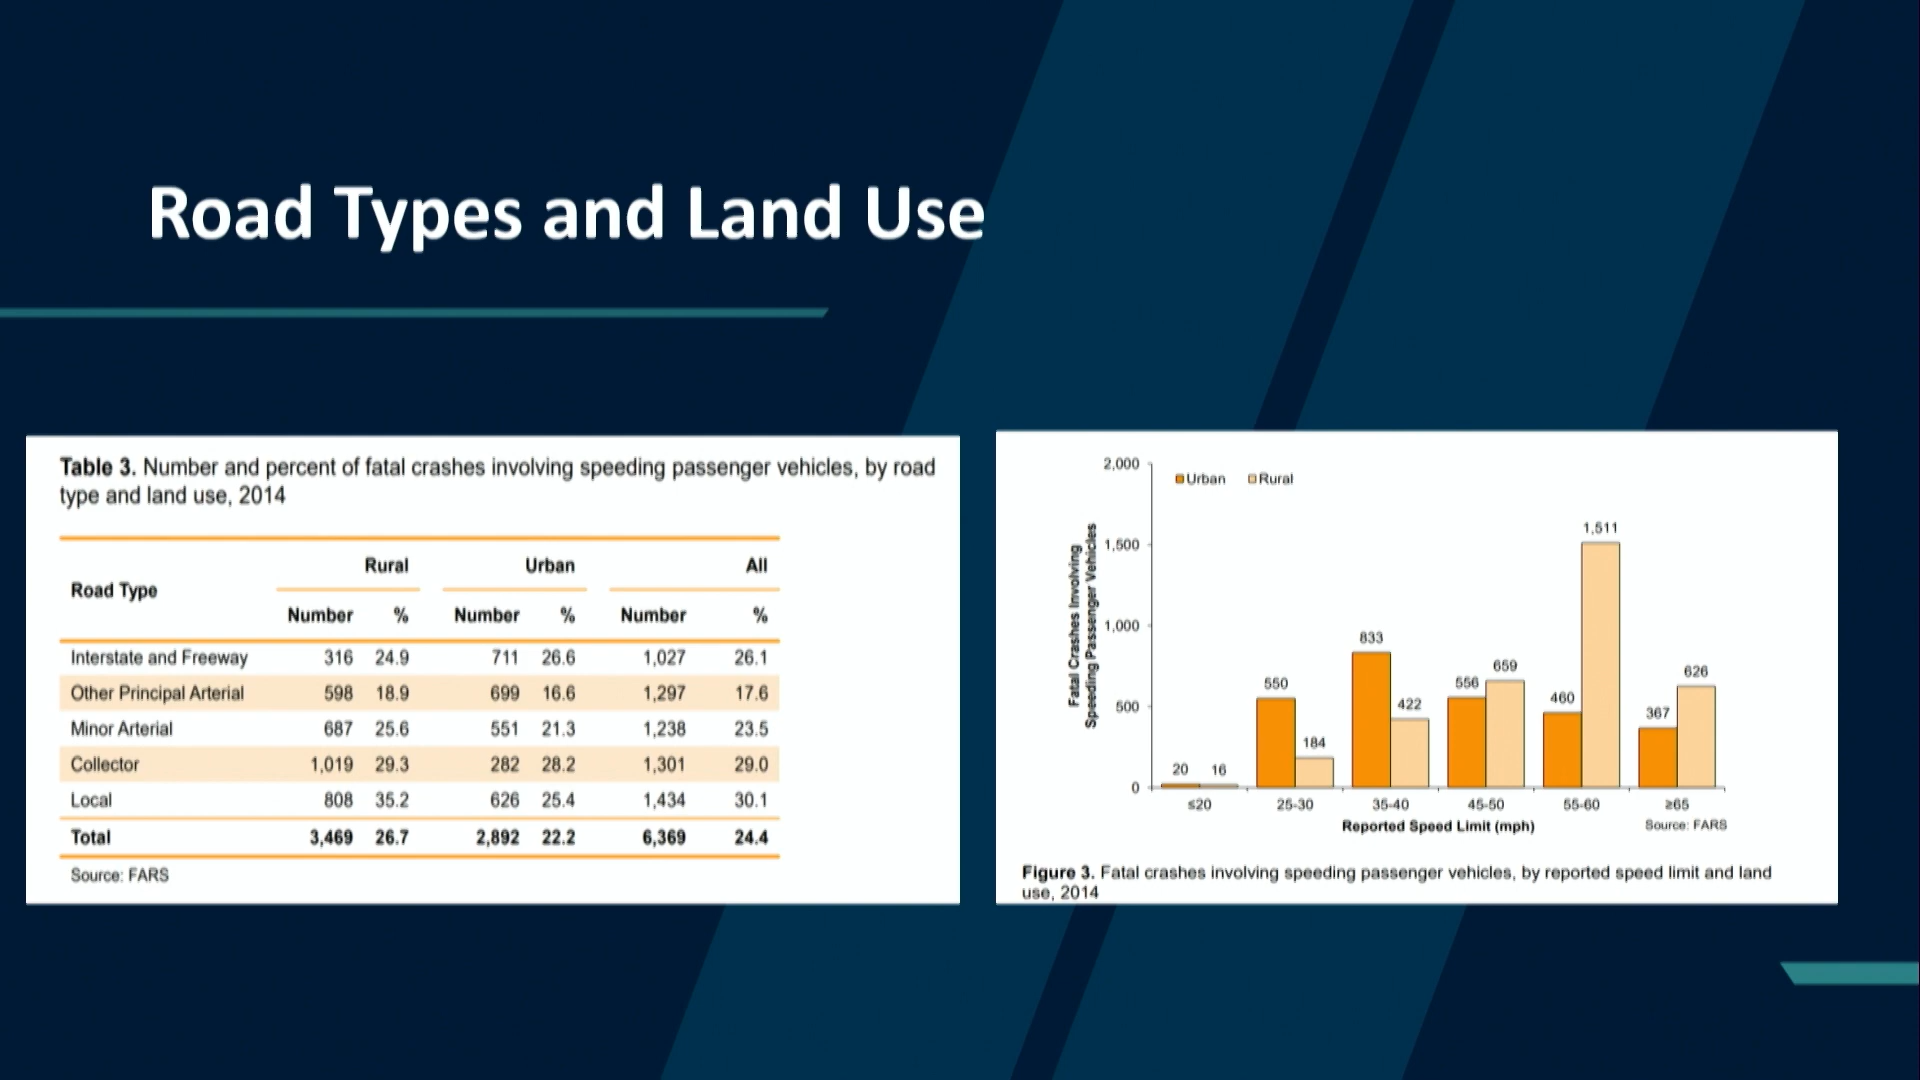 Road Types and Land Use
Table 3. Number and percent of fatal crashes involving speeding passenger vehicles, by road
type and land use, 2014
Road Type Rural Urban All
Number % Number % Number %
Interstate and Freeway 316 24.9 711 26.6 1,027 26.1
Other Principal Arterial 598 18.9 699 16.6 1,297 17.6
Minor Arterial 687 25.6 551 21.3 1,238 23.5
Collector 1,019 29.3 282 28.2 1,301 29.0
Local 808 35.2 626 25.4 1,434 30.1
Total 3,469 26.7 2,892 22.2 6,369 24.4
Source: FARS
Fatal Crashes Involving
Speeding Passenger Vehicles
2,000
1,500
1,000
500
0
Urban Rural
20 16 550 184 833 422 556 659 460 1,511 367 626
≤20 25-30 35-40 45-50 55-60 ≥65
Reported Speed Limit (mph) Source: FARS
Figure 3. Fatal crashes involving speeding passenger vehicles, by reported speed limit and land
use, 2014